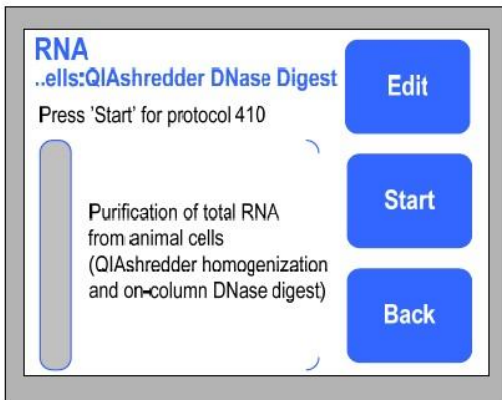 RNA
..ells:QIAshredder DNase Digest
Press 'Start' for protocol 410
Purification of total RNA
from animal cells
(QIAshredder homogenization
and on-column DNase digest)
Edit
Start
Back